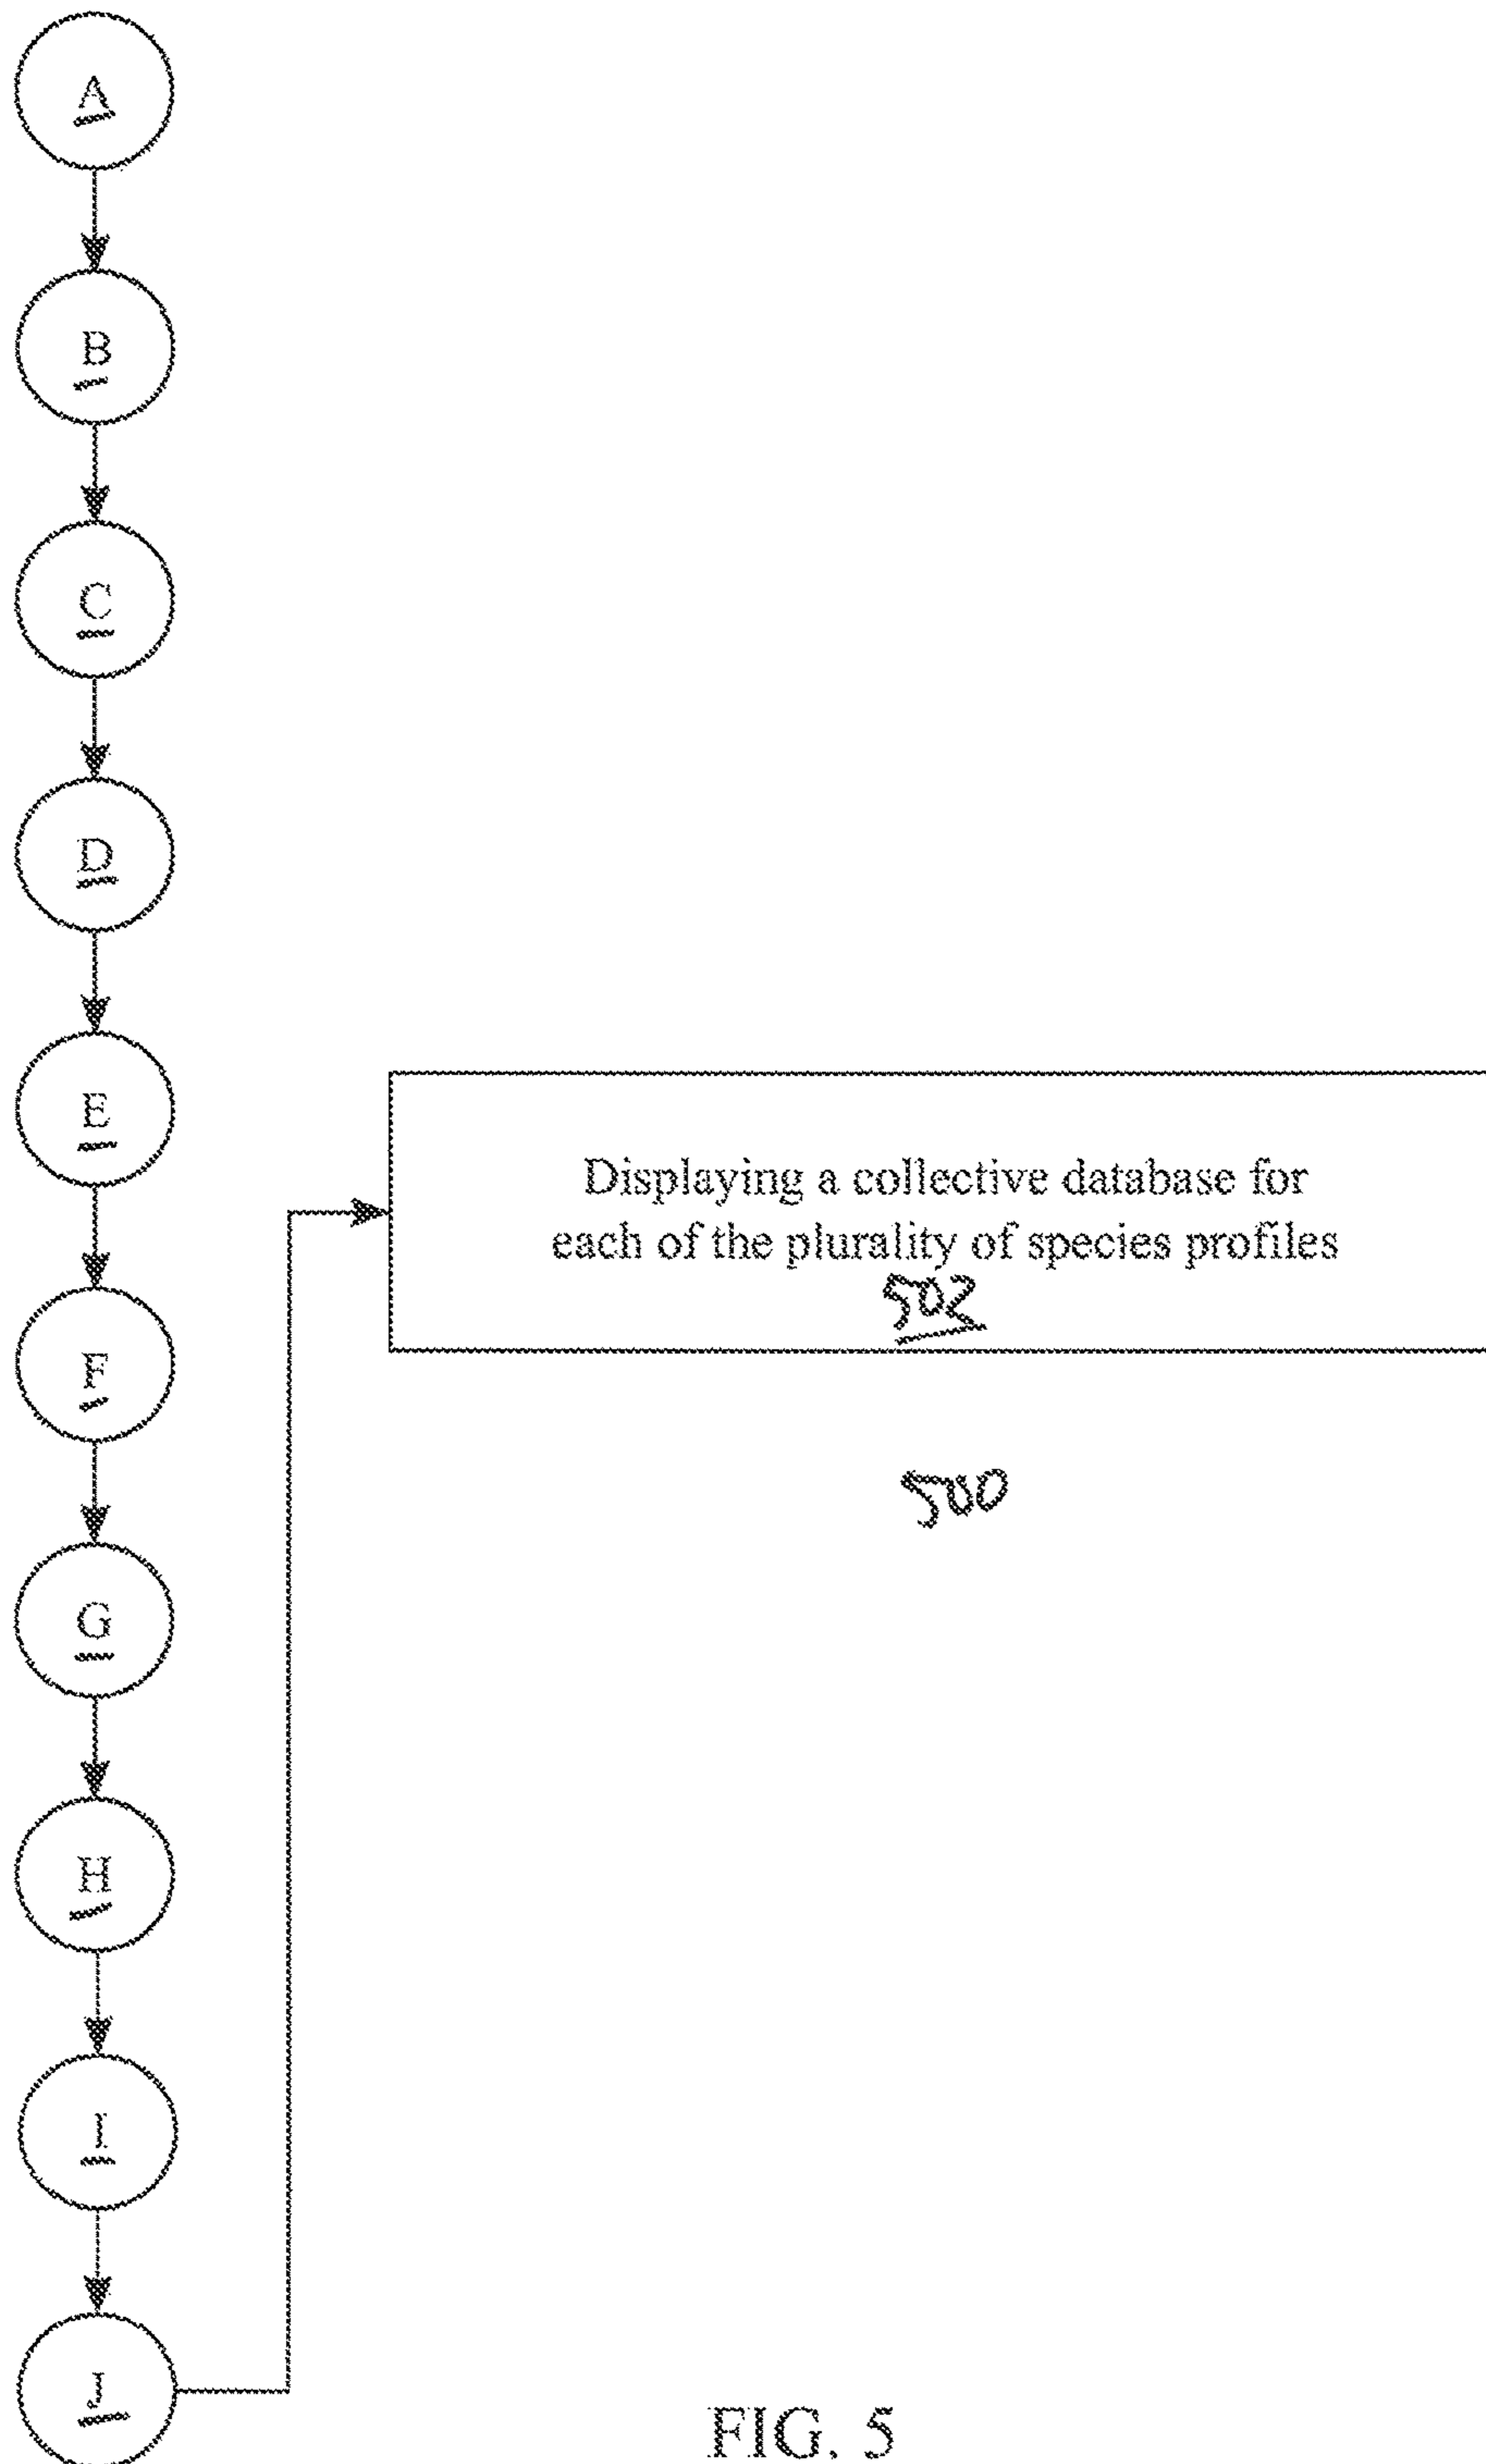 A
B
C
D
E
F
G
H
I
J
Displaying a collective database for
each of the plurality of species profiles
502
500
FIG. 5